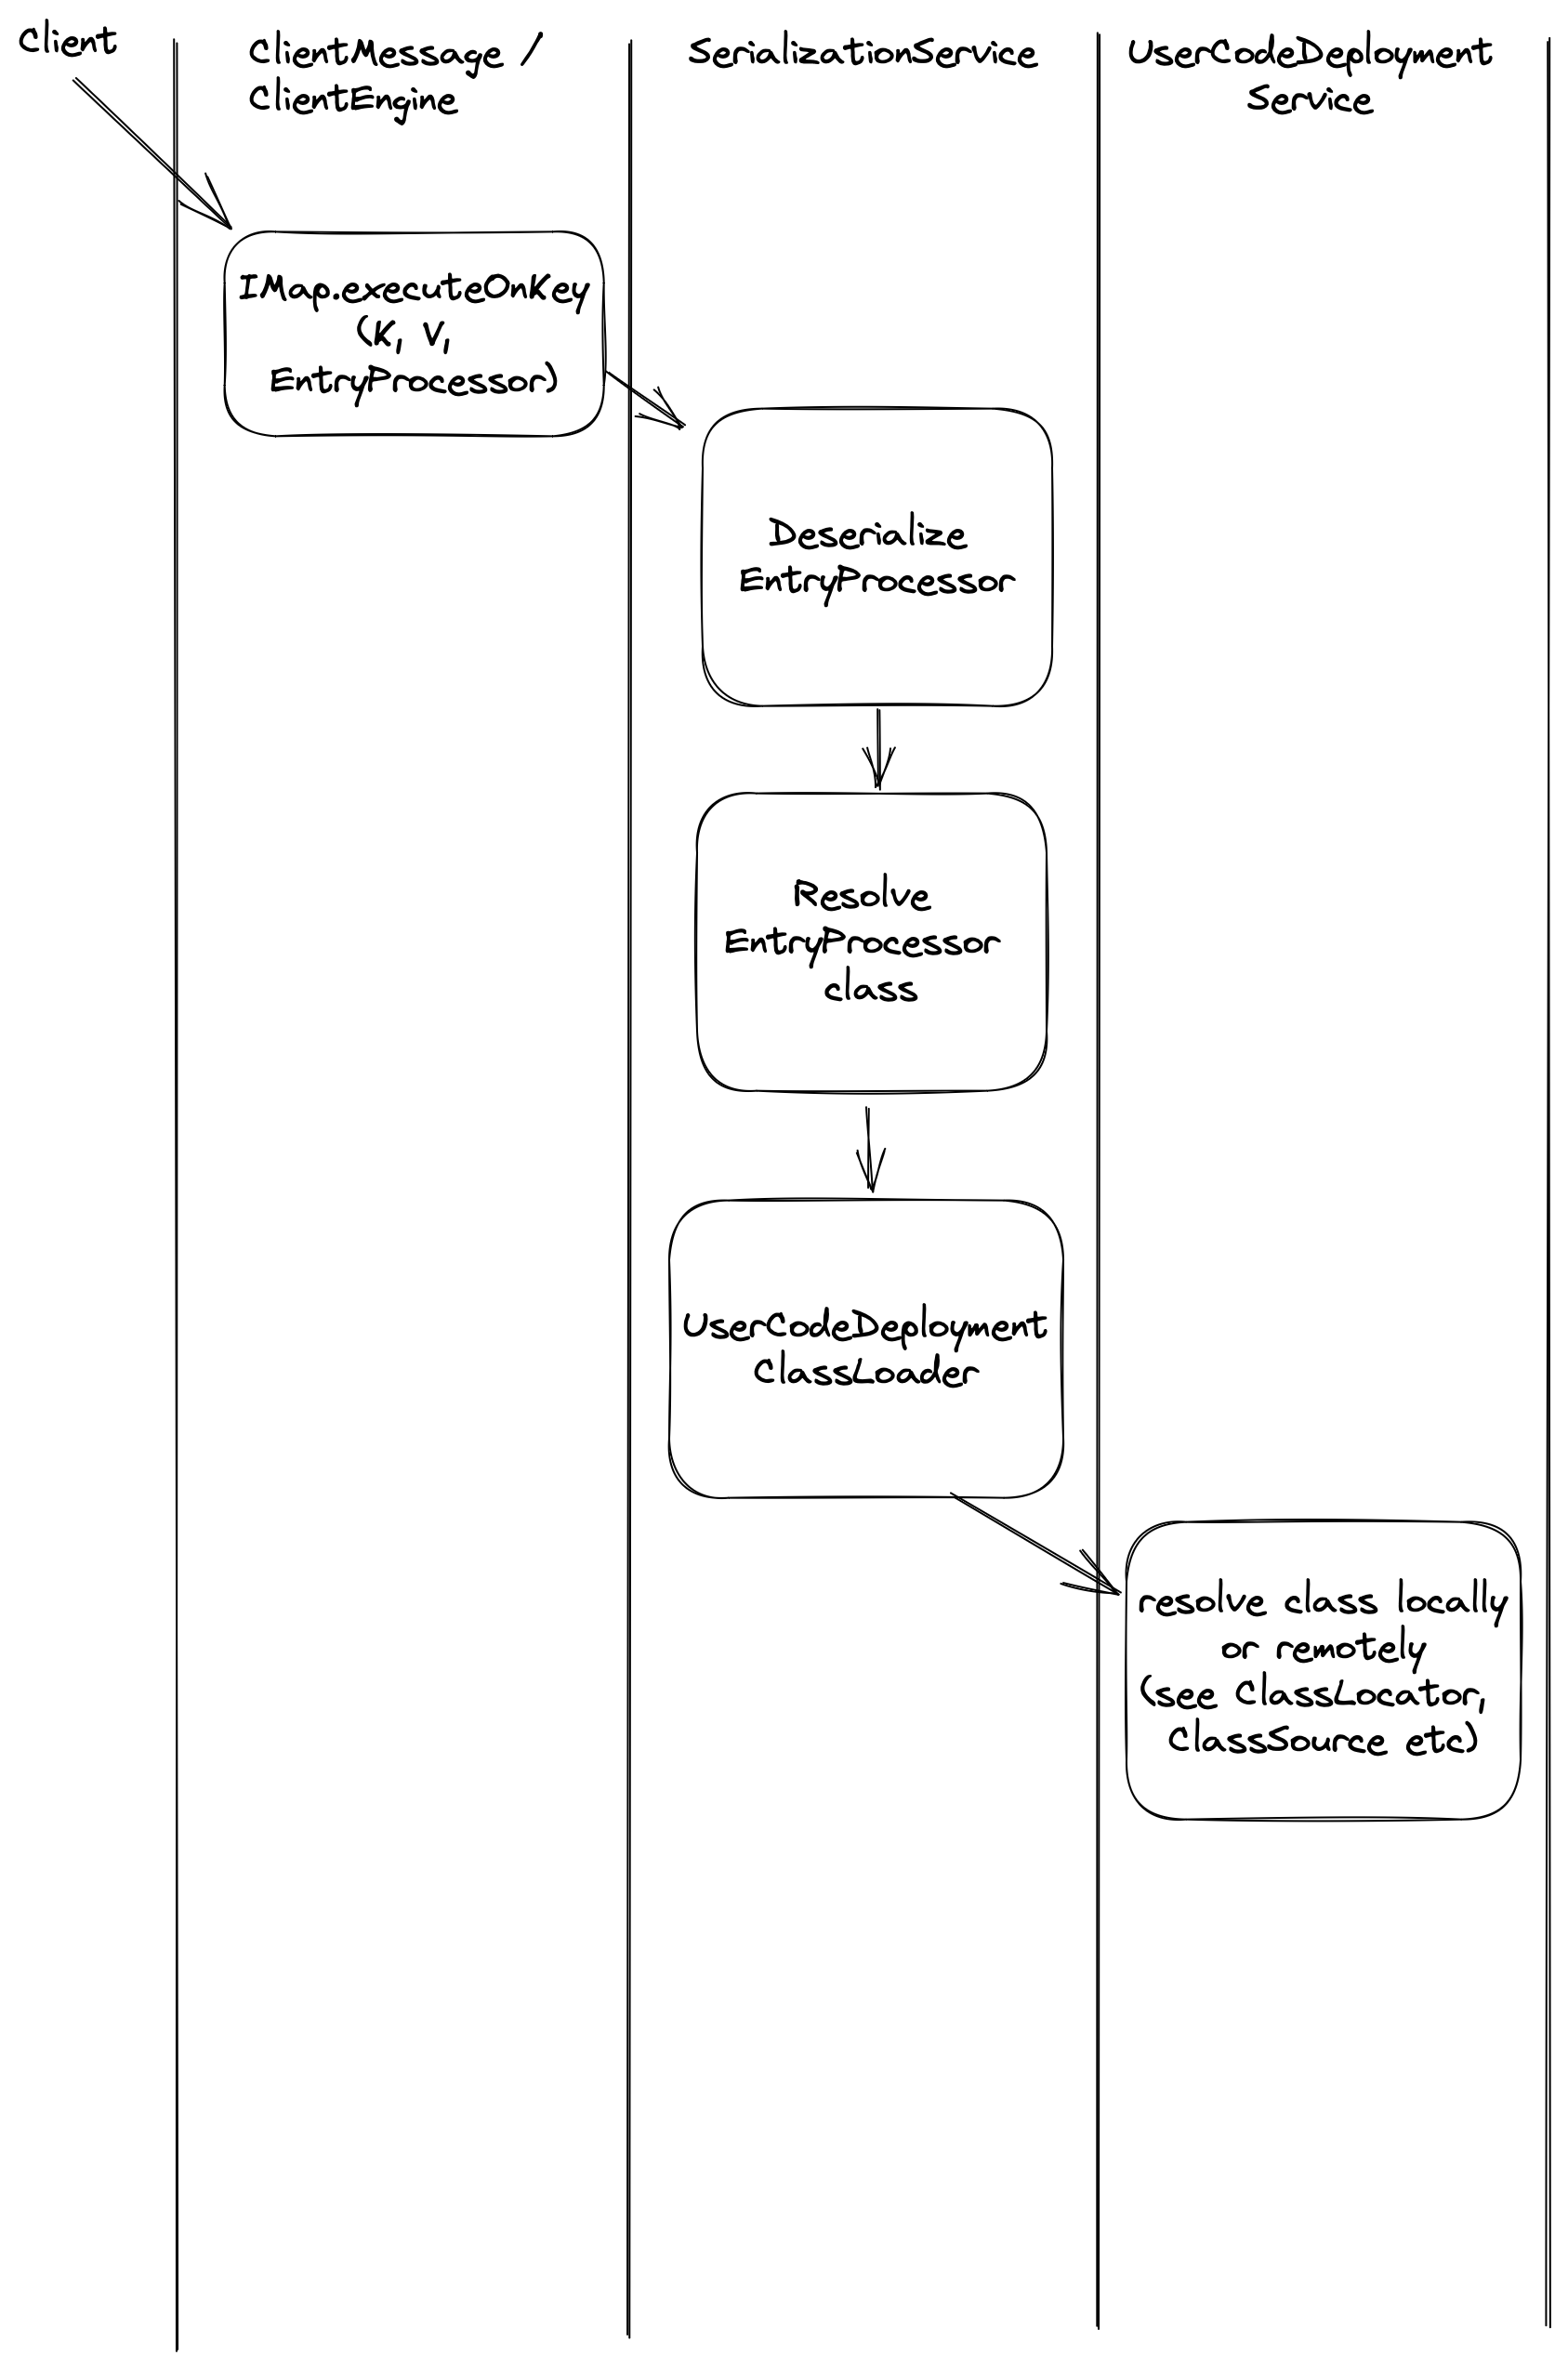 Client
ClientMessage /
ClientEngine
SerializationService
UserCodeDeployment
Service
IMap.executeOnKey
(K, V,
EntryProcessor)
Deserialize
EntryProcessor
Resolve
EntryProcessor
class
UserCodeDeployment
ClassLoader
resolve class locally
or remotely
(see ClassLocator,
ClassSource etc)